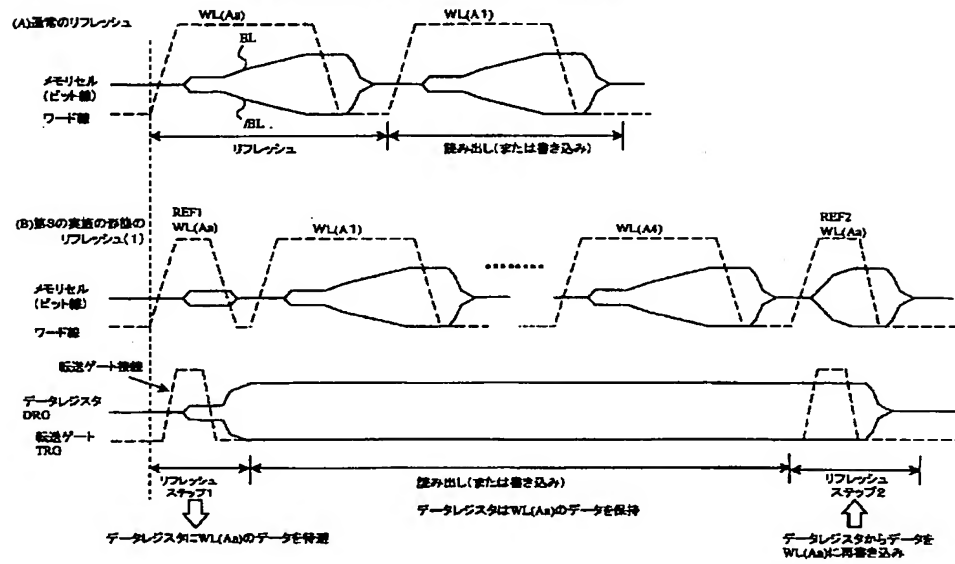 (A)通常のリフレッシュ
WL(Aa)
WL(A1)
BL
メモリセル
(ビット線)
ワード線
/BL
リフレッシュ
読み出し(または書き込み)
(B)第3の実施の形態の
リフレッシュ(1)
REF1
WL(Aa)
WL(A1)
WL(A4)
REF2
WL(Aa)
メモリセル
(ビット線)
ワード線
転送ゲート接続
データレジスタ
DRG
転送ゲート
TRG
リフレッシュ
ステップ1
読み出し(または書き込み)
リフレッシュ
ステップ2
データレジスタにWL(Aa)のデータを待避
データレジスタはWL(Aa)のデータを保持
データレジスタからデータを
WL(Aa)に再書き込み